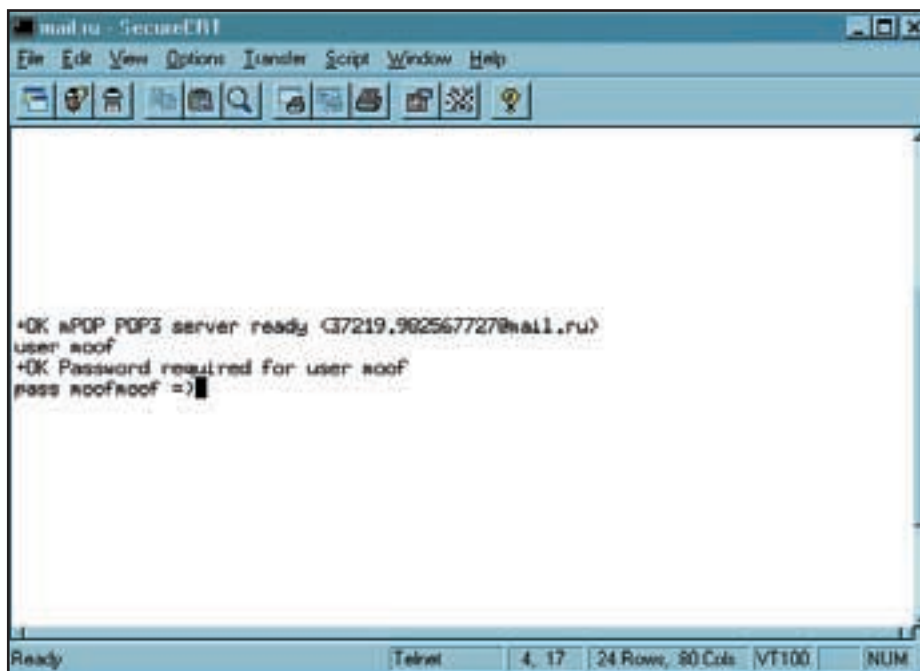 mail.ru - SecureCRT
File Edit View Options Transfer Script Window Help
+OK mPOP POP3 server ready <37219.982567727@mail.ru>
user moof
+OK Password required for user moof
pass moofmoof =)
Ready Telnet 4, 17 24 Rows, 80 Cols VT100 NUM